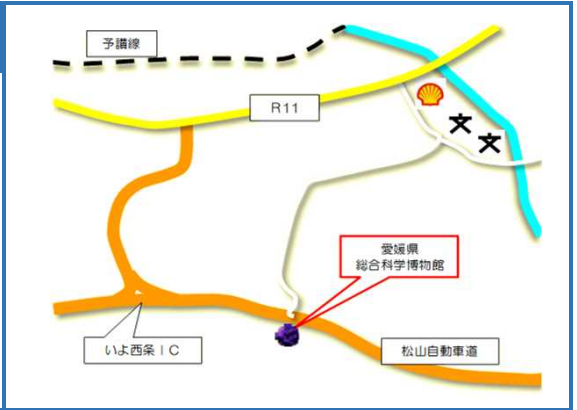 予讃線
R11
愛媛県
総合科学博物館
いよ西条IC
松山自動車道